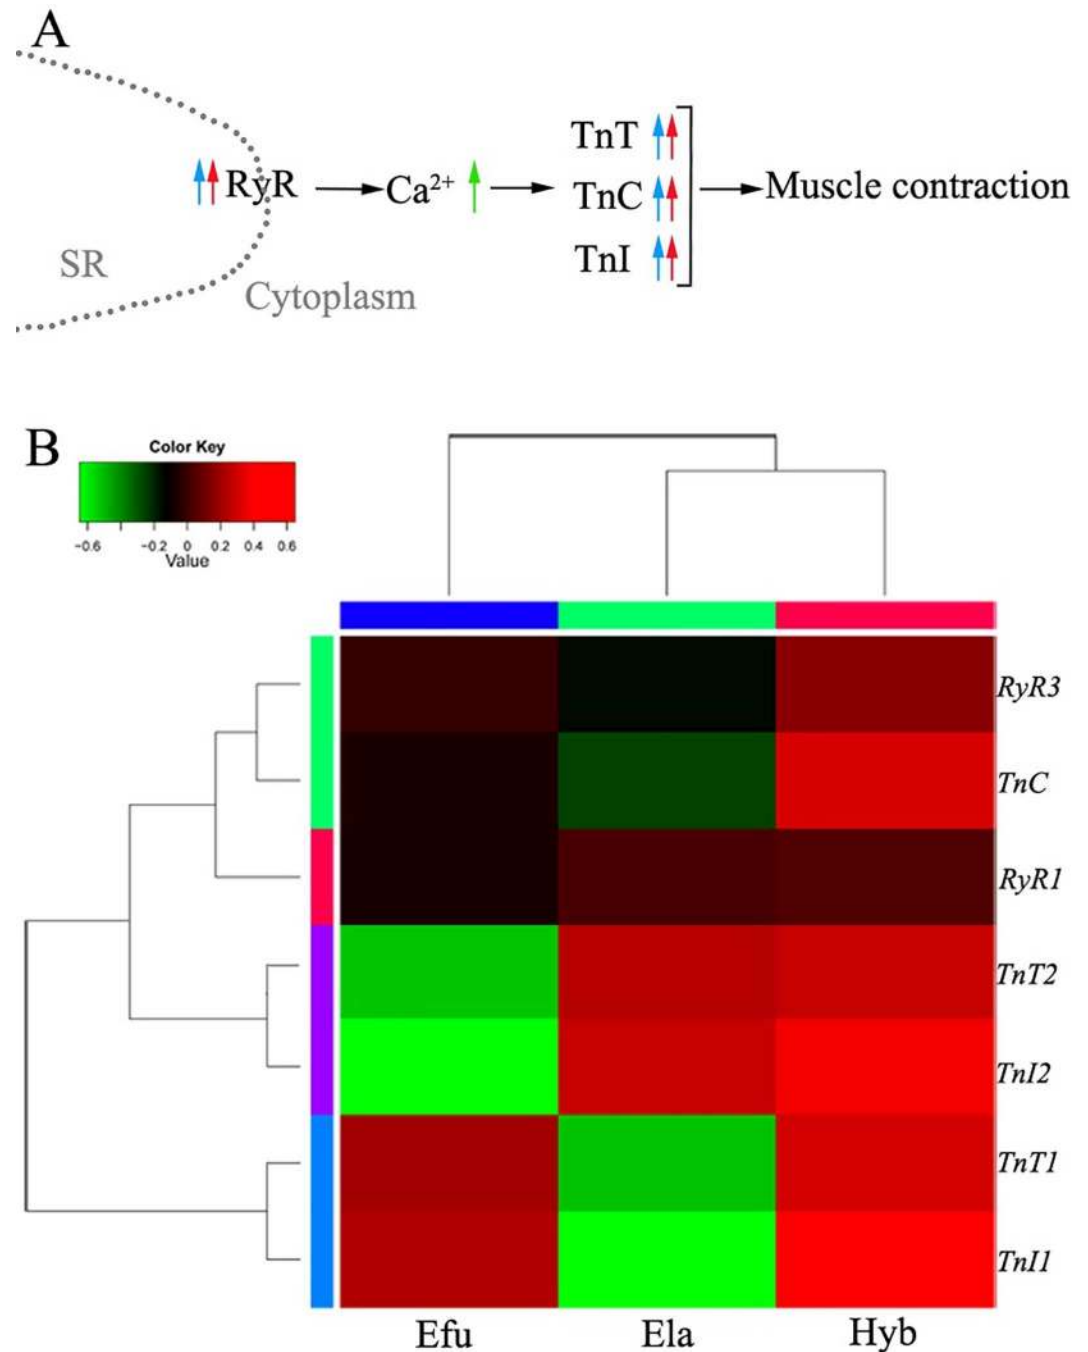 A
TnT
RyR
Ca²⁺
TnC
Muscle contraction
TnI
SR
Cytoplasm
B
Color Key
−0.6 −0.2 0 0.2 0.4 0.6
Value
RyR3
TnC
RyR1
TnT2
TnI2
TnT1
TnI1
Efu Ela Hyb